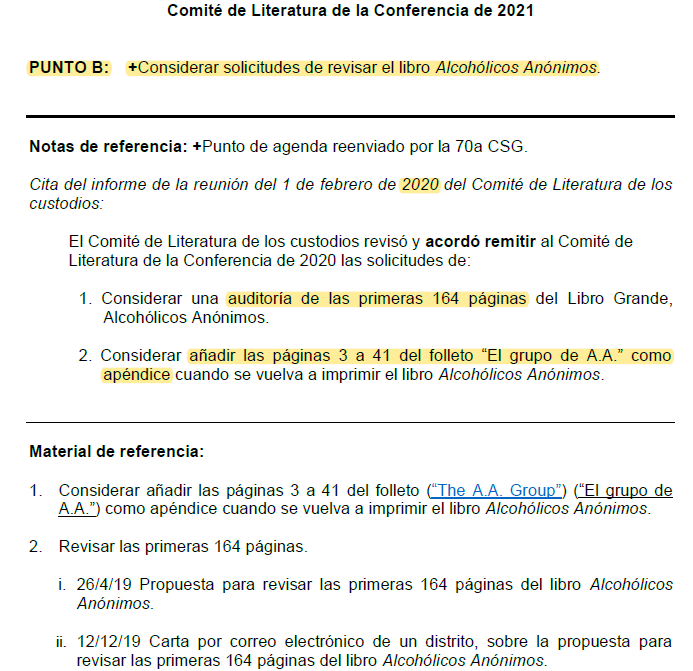 Comité de Literatura de la Conferencia de 2021
PUNTO B: +Considerar solicitudes de revisar el libro Alcohólicos Anónimos.
Notas de referencia: +Punto de agenda reenviado por la 70a CSG.
Cita del informe de la reunión del 1 de febrero de 2020 del Comité de Literatura de los
custodios:
El Comité de Literatura de los custodios revisó y acordó remitir al Comité de
Literatura de la Conferencia de 2020 las solicitudes de:
1. Considerar una auditoría de las primeras 164 páginas del Libro Grande,
Alcohólicos Anónimos.
2. Considerar añadir las páginas 3 a 41 del folleto “El grupo de A.A.” como
apéndice cuando se vuelva a imprimir el libro Alcohólicos Anónimos.
Material de referencia:
1. Considerar añadir las páginas 3 a 41 del folleto (“The A.A. Group”) (“El grupo de
A.A.”) como apéndice cuando se vuelva a imprimir el libro Alcohólicos Anónimos.
2. Revisar las primeras 164 páginas.
i. 26/4/19 Propuesta para revisar las primeras 164 páginas del libro Alcohólicos
Anónimos.
ii. 12/12/19 Carta por correo electrónico de un distrito, sobre la propuesta para
revisar las primeras 164 páginas del libro Alcohólicos Anónimos.